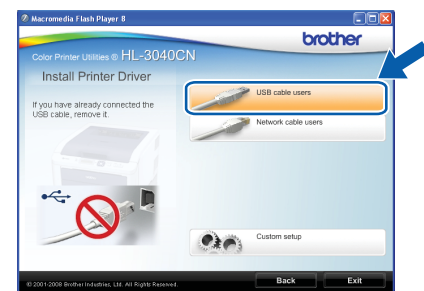 Macromedia Flash Player 8
brother
Color Printer Utilities ® HL-3040CN
Install Printer Driver
If you have already connected the
USB cable, remove it.
USB cable users
Network cable users
Custom setup
© 2001-2008 Brother Industries, Ltd. All Rights Reserved.
Back
Exit